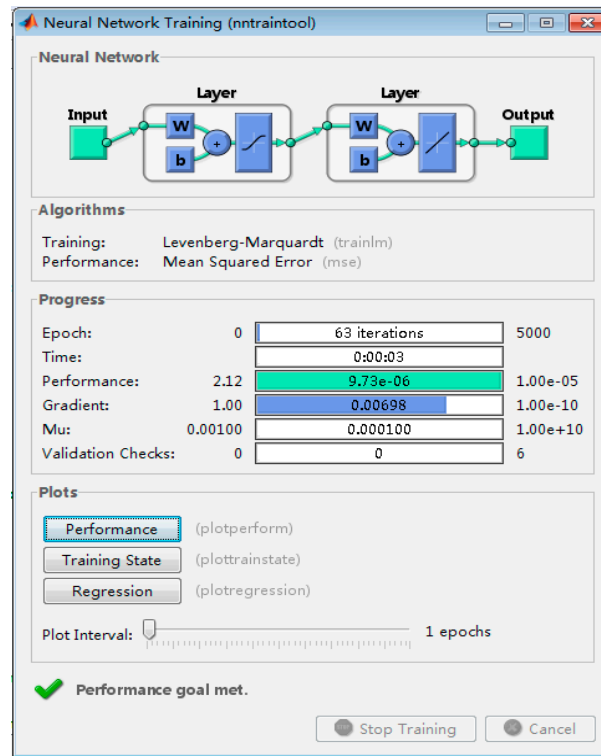 Neural Network Training (nntraintool)
Neural Network
Layer Layer
Input Output
W W
b + b +
Algorithms
Training: Levenberg-Marquardt (trainlm)
Performance: Mean Squared Error (mse)
Progress
Epoch: 0 63 iterations 5000
Time: 0:00:03
Performance: 2.12 9.73e-06 1.00e-05
Gradient: 1.00 0.00698 1.00e-10
Mu: 0.00100 0.000100 1.00e+10
Validation Checks: 0 0 6
Plots
Performance (plotperform)
Training State (plottrainstate)
Regression (plotregression)
Plot Interval: 1 epochs
Performance goal met.
Stop Training Cancel